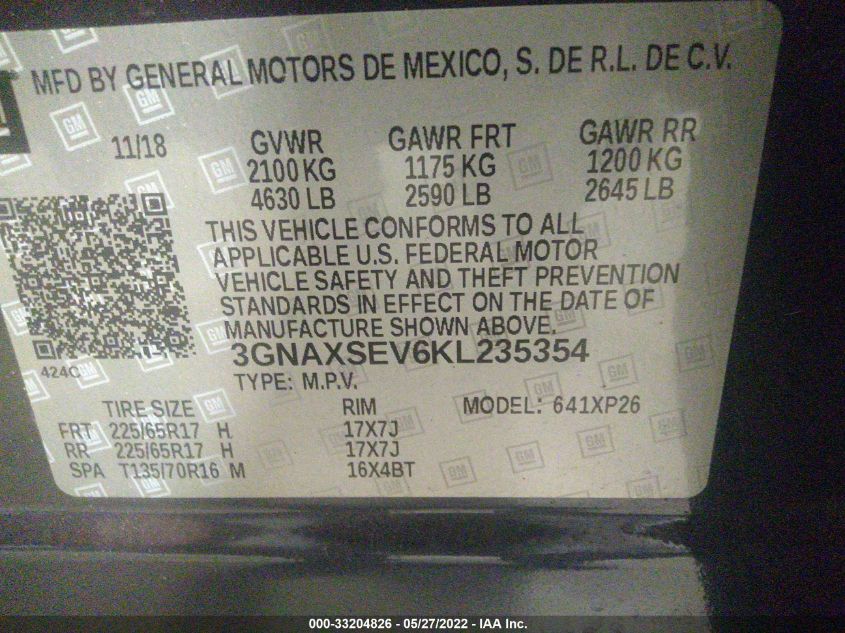 MFD BY GENERAL MOTORS DE MEXICO, S. DE R.L. DE C.V.
11/18 GVWR GAWR FRT GAWR RR
2100 KG 1175 KG 1200 KG
4630 LB 2590 LB 2645 LB
THIS VEHICLE CONFORMS TO ALL
APPLICABLE U.S. FEDERAL MOTOR
VEHICLE SAFETY AND THEFT PREVENTION
STANDARDS IN EFFECT ON THE DATE OF
MANUFACTURE SHOWN ABOVE.
3GNAXSEV6KL235354
424C
TYPE: M.P.V.
TIRE SIZE RIM MODEL: 641XP26
FRT 225/65R17 H 17X7J
RR 225/65R17 H 17X7J
SPA T135/70R16 M 16X4BT
000-33204826 - 05/27/2022 - IAA Inc.